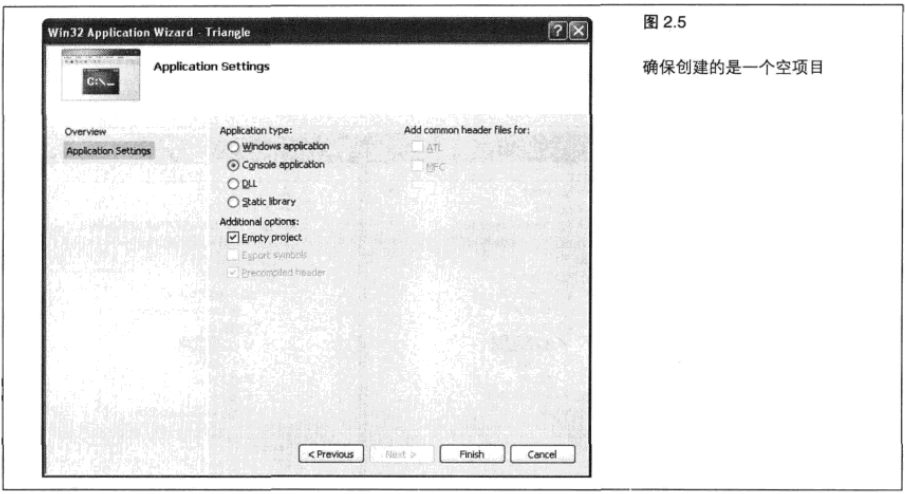 Win32 Application Wizard - Triangle
C:\_
Application Settings
Overview
Application Settings
Application type:
Windows application
Console application
DLL
Static library
Additional options:
Empty project
Export symbols
Precompiled header
Add common header files for:
ATL
MFC
< Previous
Next >
Finish
Cancel
图 2.5
确保创建的是一个空项目